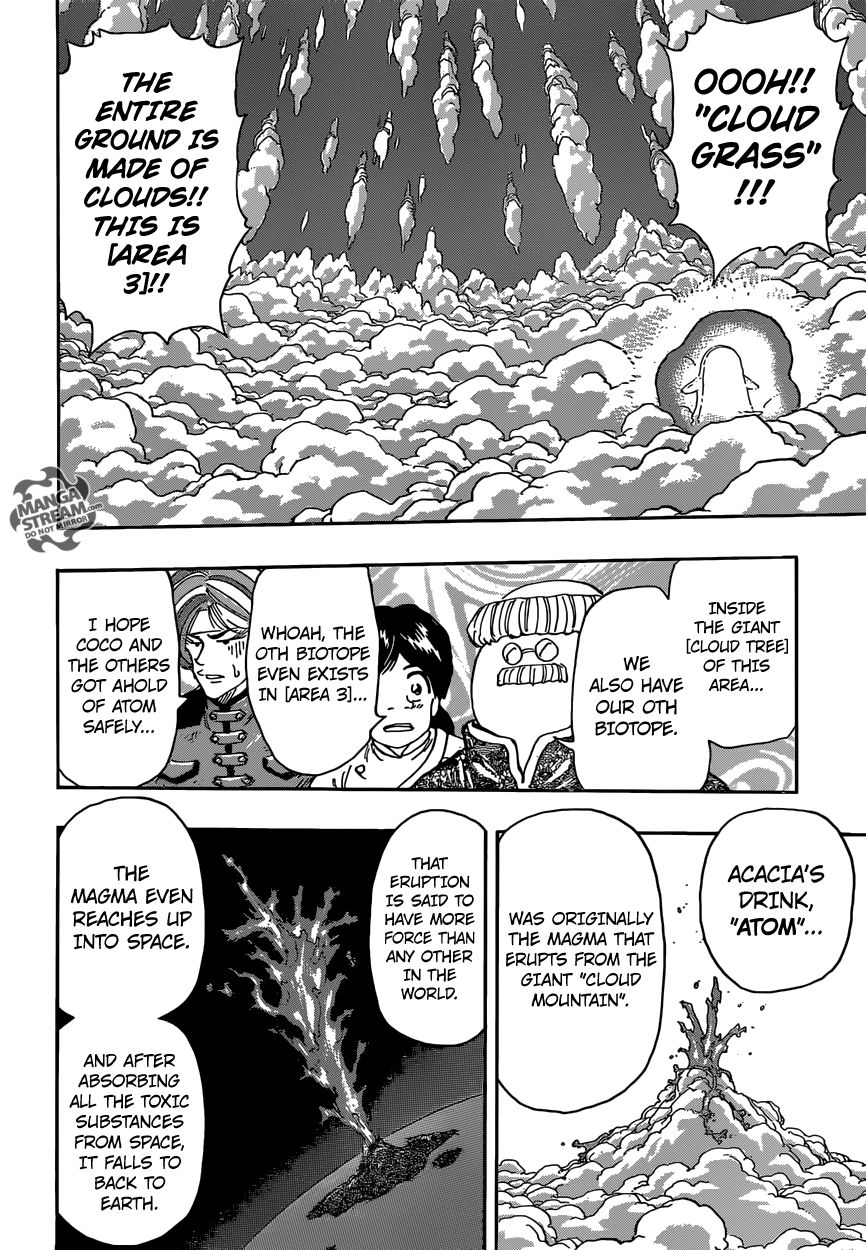 OOOH!!
"CLOUD
GRASS"
!!!
THE
ENTIRE
GROUND IS
MADE OF
CLOUDS!!
THIS IS
[AREA
3]!!
MANGA
STREAM.com
DO NOT MIRROR
INSIDE
THE GIANT
[CLOUD TREE]
OF THIS
AREA...
WE
ALSO HAVE
OUR 0TH
BIOTOPE.
WHOAH, THE
0TH BIOTOPE
EVEN EXISTS
IN [AREA 3]...
I HOPE
COCO AND
THE OTHERS
GOT AHOLD
OF ATOM
SAFELY...
ACACIA'S
DRINK,
"ATOM"...
WAS ORIGINALLY
THE MAGMA THAT
ERUPTS FROM THE
GIANT "CLOUD
MOUNTAIN".
THAT
ERUPTION
IS SAID TO
HAVE MORE
FORCE THAN
ANY OTHER
IN THE
WORLD.
THE
MAGMA EVEN
REACHES UP
INTO SPACE.
AND AFTER
ABSORBING
ALL THE TOXIC
SUBSTANCES
FROM SPACE,
IT FALLS TO
BACK TO
EARTH.